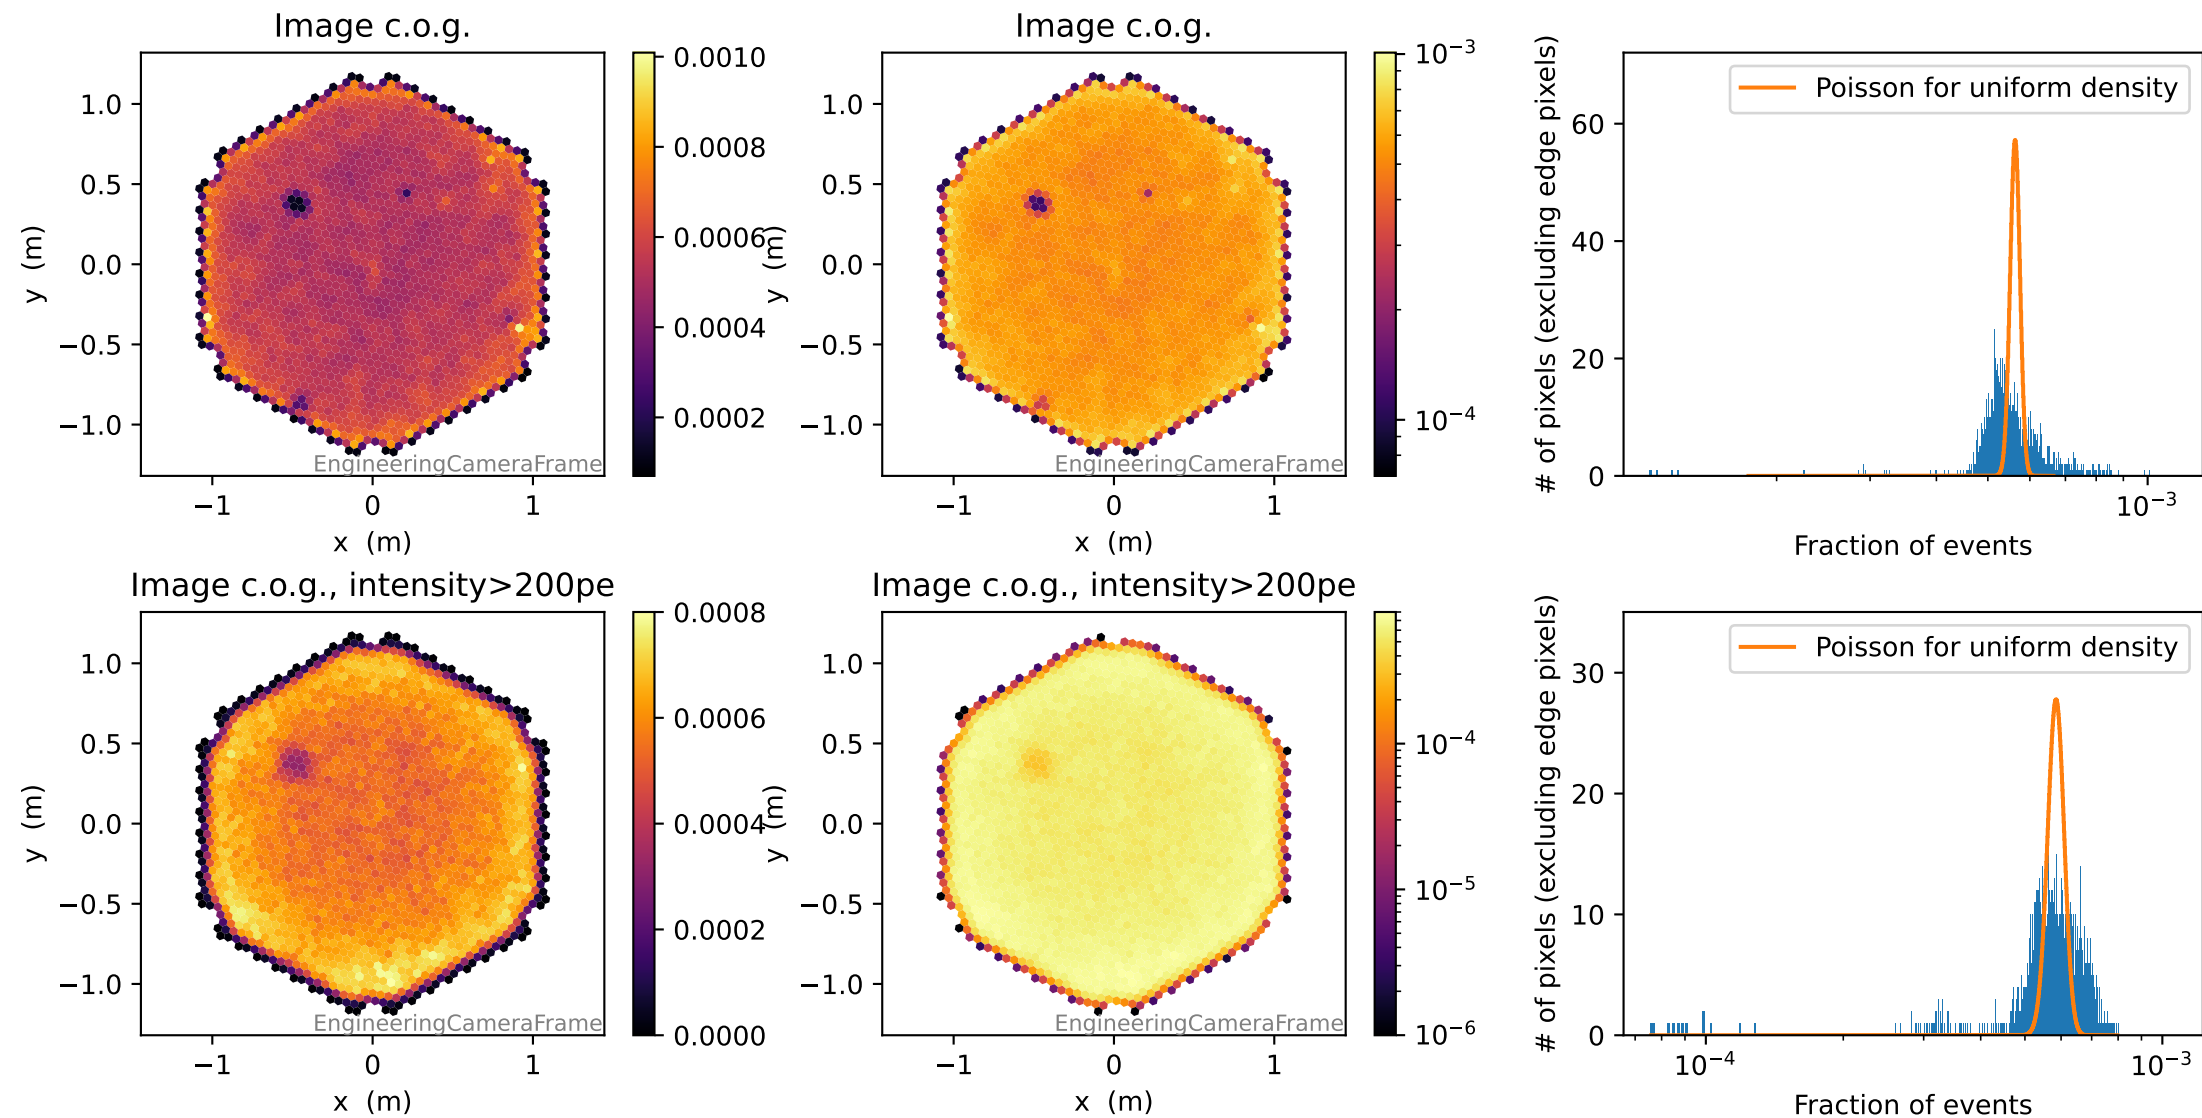 Image c.o.g.
1.0
0.5
0.0
−0.5
−1.0
y (m)
−1
0
1
x (m)
EngineeringCameraFrame
0.0010
0.0008
0.0006
0.0004
0.0002
Image c.o.g.
1.0
0.5
0.0
−0.5
−1.0
y (m)
−1
0
1
x (m)
EngineeringCameraFrame
10⁻³
10⁻⁴
# of pixels (excluding edge pixels)
60
40
20
0
Poisson for uniform density
10⁻³
Fraction of events
Image c.o.g., intensity>200pe
1.0
0.5
0.0
−0.5
−1.0
y (m)
−1
0
1
x (m)
EngineeringCameraFrame
0.0008
0.0006
0.0004
0.0002
0.0000
Image c.o.g., intensity>200pe
1.0
0.5
0.0
−0.5
−1.0
y (m)
−1
0
1
x (m)
EngineeringCameraFrame
10⁻⁴
10⁻⁵
10⁻⁶
# of pixels (excluding edge pixels)
30
20
10
0
Poisson for uniform density
10⁻⁴
10⁻³
Fraction of events